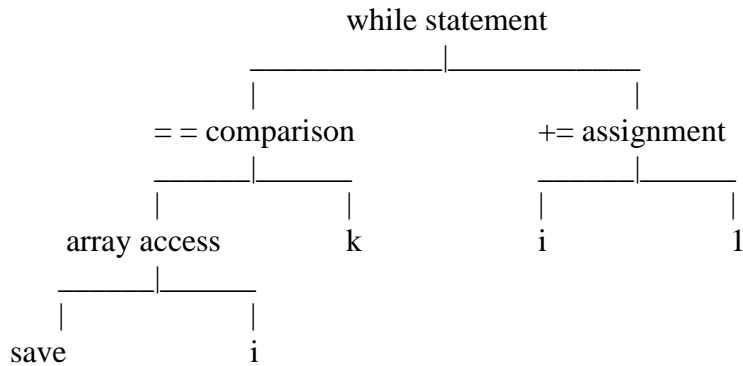 while statement
= = comparison += assignment
array access k i 1
save i